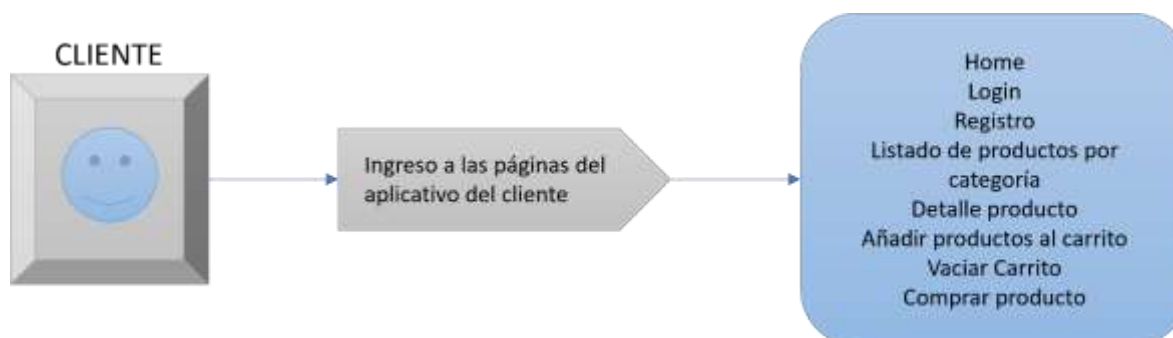 CLIENTE
Ingreso a las páginas del
aplicativo del cliente
Home
Login
Registro
Listado de productos por
categoría
Detalle producto
Añadir productos al carrito
Vaciar Carrito
Comprar producto